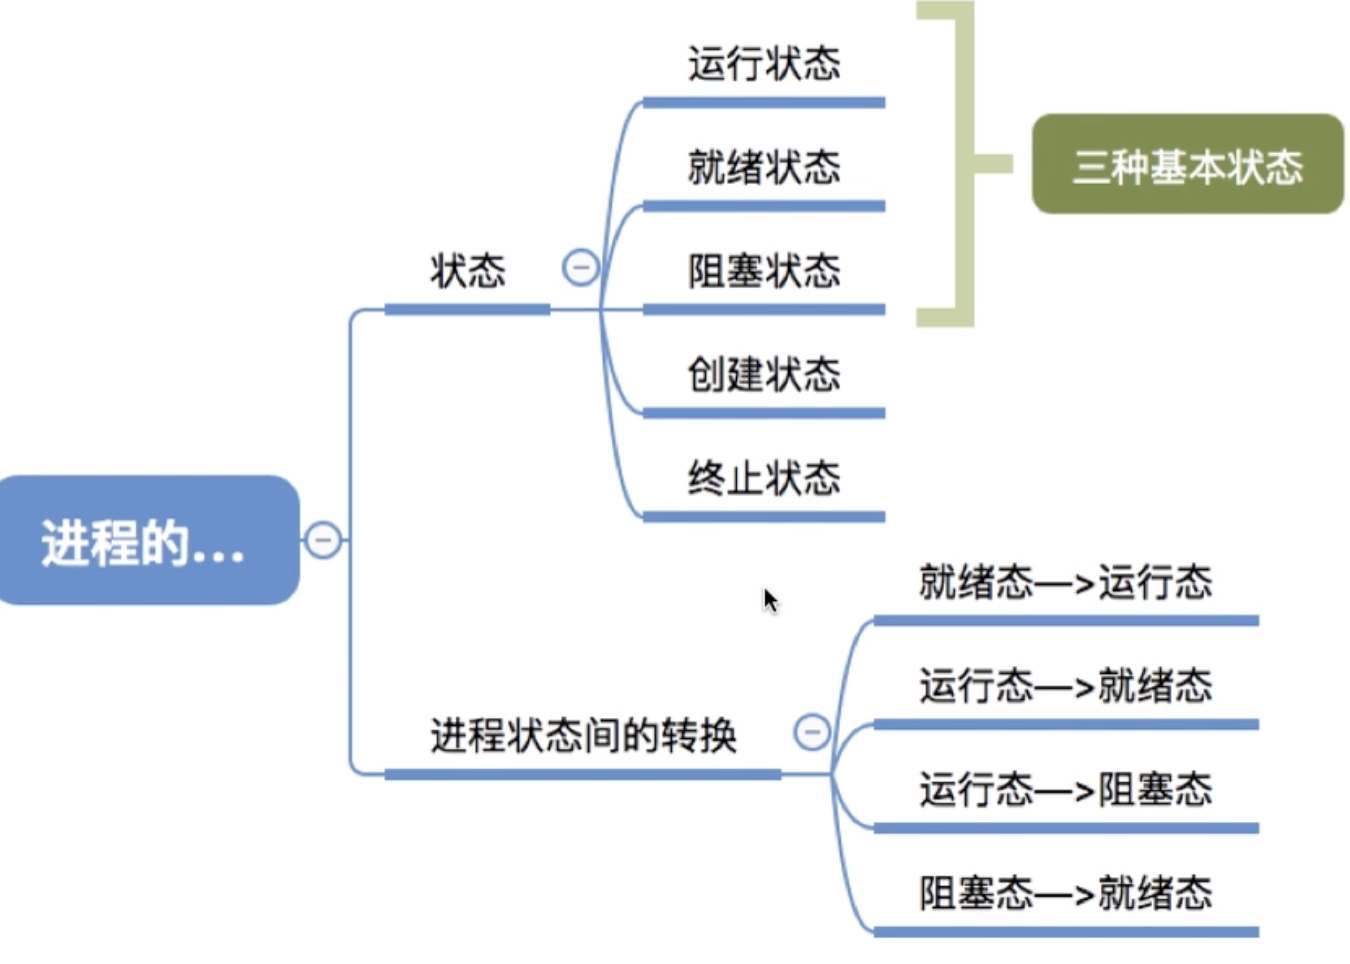 运行状态
就绪状态
三种基本状态
状态
阻塞状态
创建状态
终止状态
进程的...
就绪态—>运行态
运行态—>就绪态
进程状态间的转换
运行态—>阻塞态
阻塞态—>就绪态